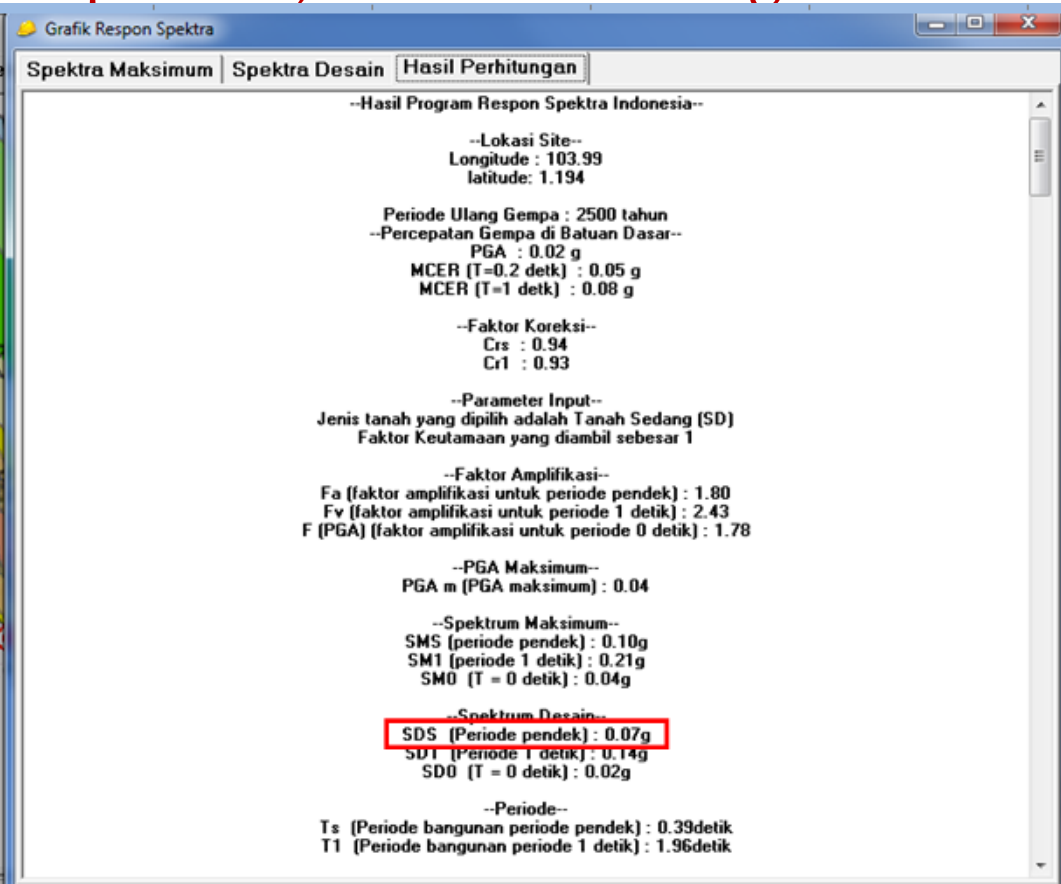 Grafik Respon Spektra
Spektra Maksimum Spektra Desain Hasil Perhitungan
--Hasil Program Respon Spektra Indonesia--
--Lokasi Site--
Longitude : 103.99
latitude: 1.194
Periode Ulang Gempa : 2500 tahun
--Percepatan Gempa di Batuan Dasar--
PGA : 0.02 g
MCER (T=0.2 detk) : 0.05 g
MCER (T=1 detk) : 0.08 g
--Faktor Koreksi--
Crs : 0.94
Cr1 : 0.93
--Parameter Input--
Jenis tanah yang dipilih adalah Tanah Sedang (SD)
Faktor Keutamaan yang diambil sebesar 1
--Faktor Amplifikasi--
Fa (faktor amplifikasi untuk periode pendek) : 1.80
Fv (faktor amplifikasi untuk periode 1 detik) : 2.43
F (PGA) (faktor amplifikasi untuk periode 0 detik) : 1.78
--PGA Maksimum--
PGA m (PGA maksimum) : 0.04
--Spektrum Maksimum--
SMS (periode pendek) : 0.10g
SM1 (periode 1 detik) : 0.21g
SM0 (T = 0 detik) : 0.04g
--Spektrum Desain--
SDS (Periode pendek) : 0.07g
SD1 (Periode 1 detik) : 0.14g
SD0 (T = 0 detik) : 0.02g
--Periode--
Ts (Periode bangunan periode pendek) : 0.39detik
T1 (Periode bangunan periode 1 detik) : 1.96detik